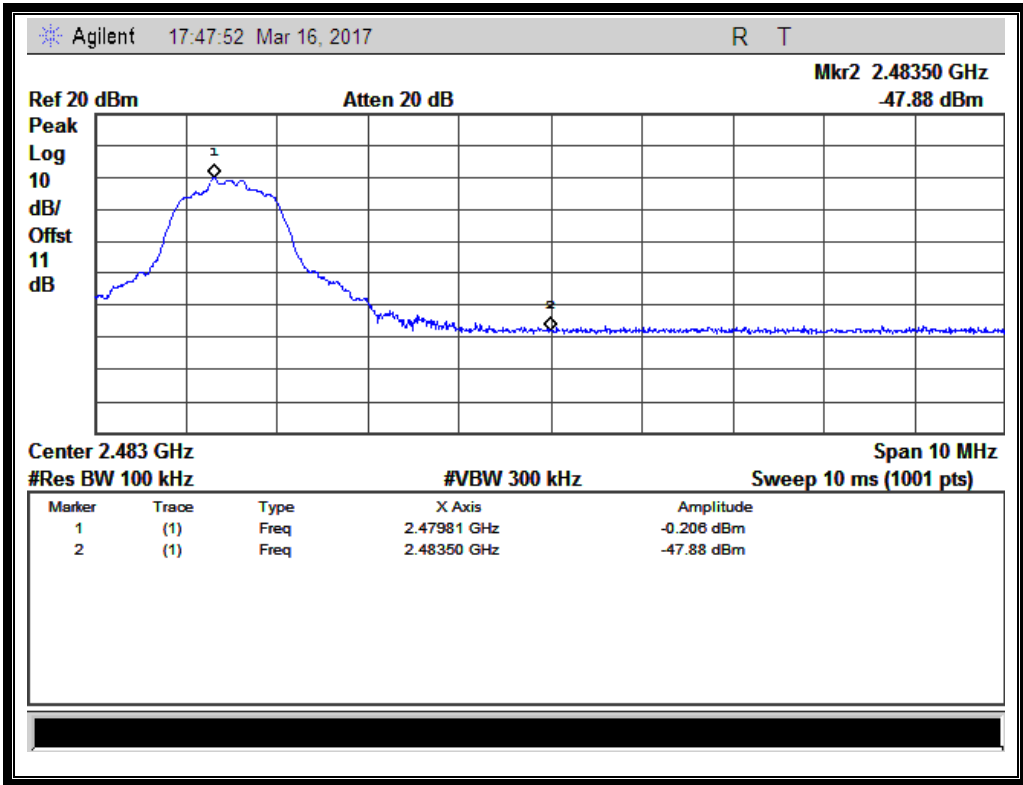 Agilent 17:47:52 Mar 16, 2017 R T
Mkr2 2.48350 GHz
Ref 20 dBm Atten 20 dB -47.88 dBm
Peak
Log
10
dB/
Offst
11
dB
1
2
Center 2.483 GHz Span 10 MHz
#Res BW 100 kHz #VBW 300 kHz Sweep 10 ms (1001 pts)
Marker Trace Type X Axis Amplitude
1 (1) Freq 2.47981 GHz -0.206 dBm
2 (1) Freq 2.48350 GHz -47.88 dBm